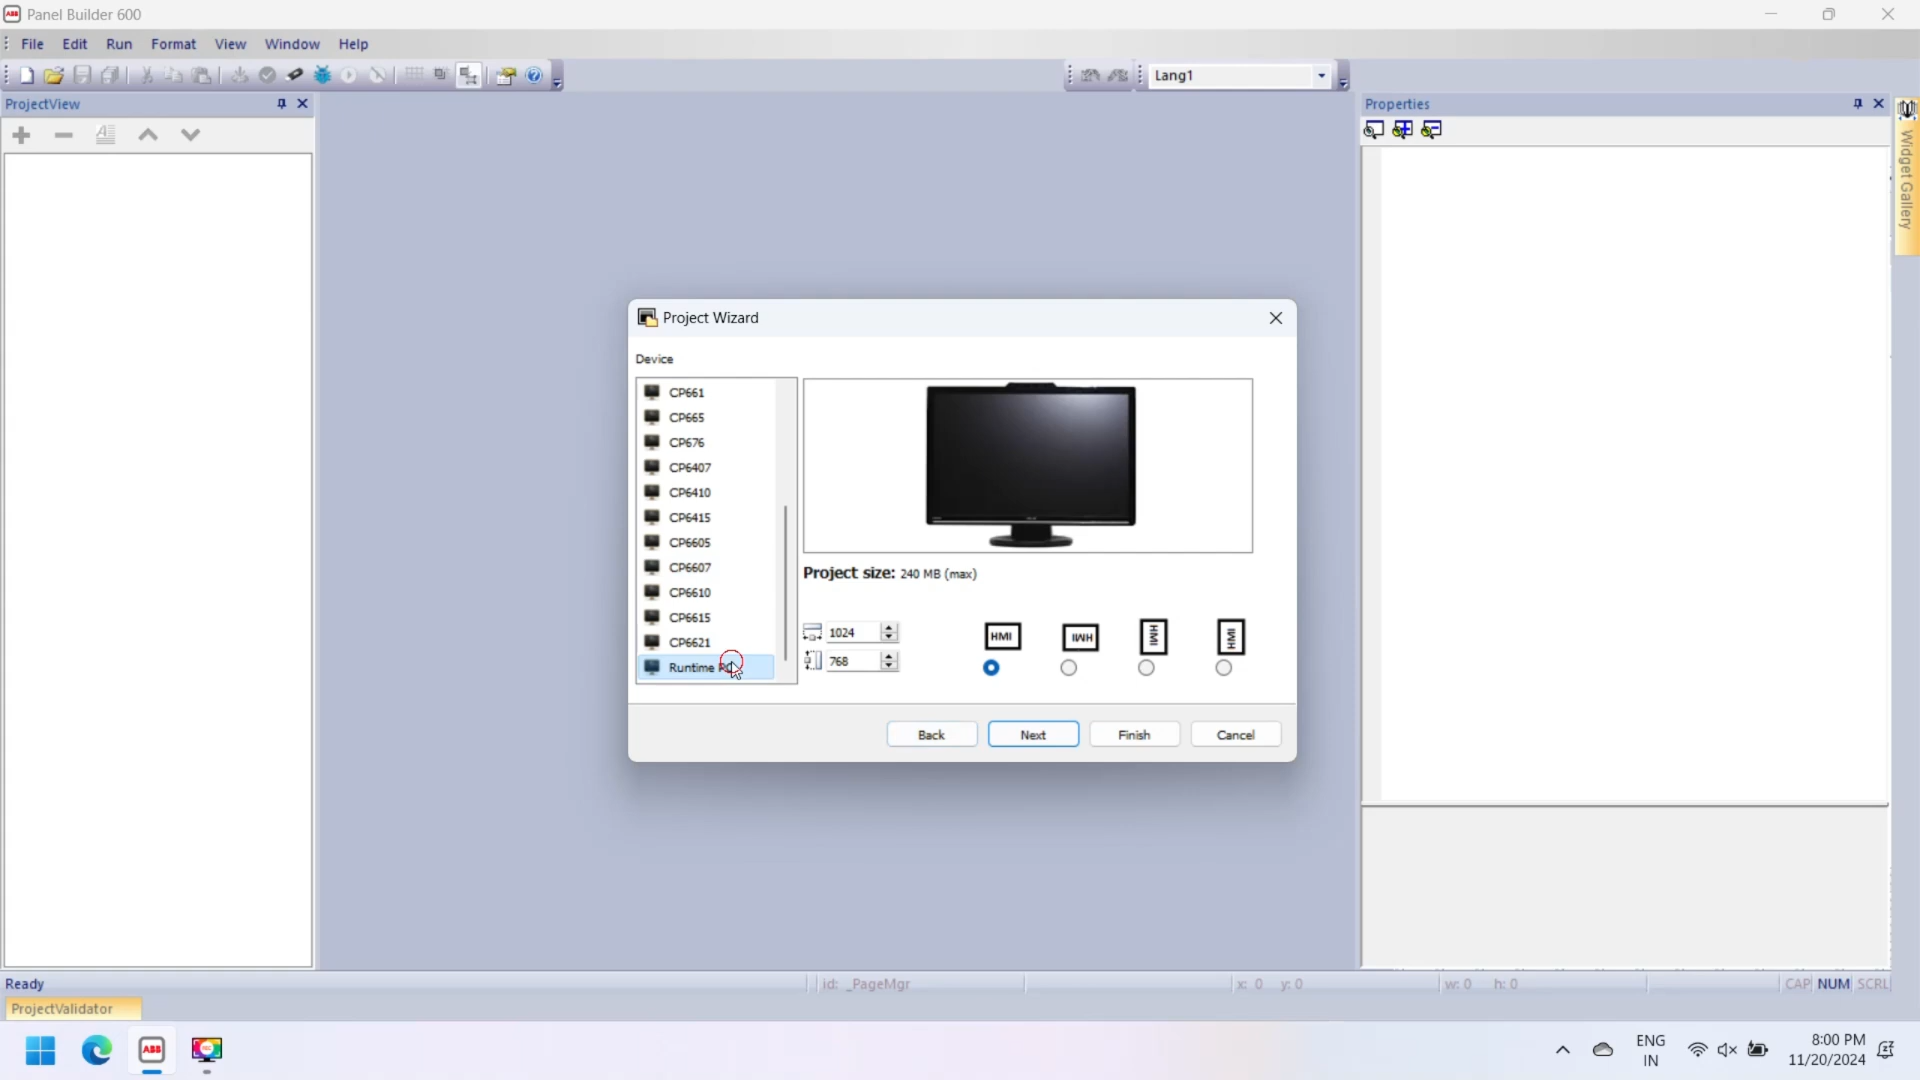 ABB Panel Builder 600
File Edit Run Format View Window Help
Lang1
ProjectView
Properties
Widget Gallery
Project Wizard
Device
CP661
CP665
CP676
CP6407
CP6410
CP6415
CP6605
CP6607
CP6610
CP6615
CP6621
Runtime PC
Project size: 240 MB (max)
1024
768
HMI HMI HMI HMI
Back Next Finish Cancel
Ready id: _PageMgr x: 0 y: 0 w: 0 h: 0 CAP NUM SCRL
ProjectValidator
ABB
ENG
IN
8:00 PM
11/20/2024